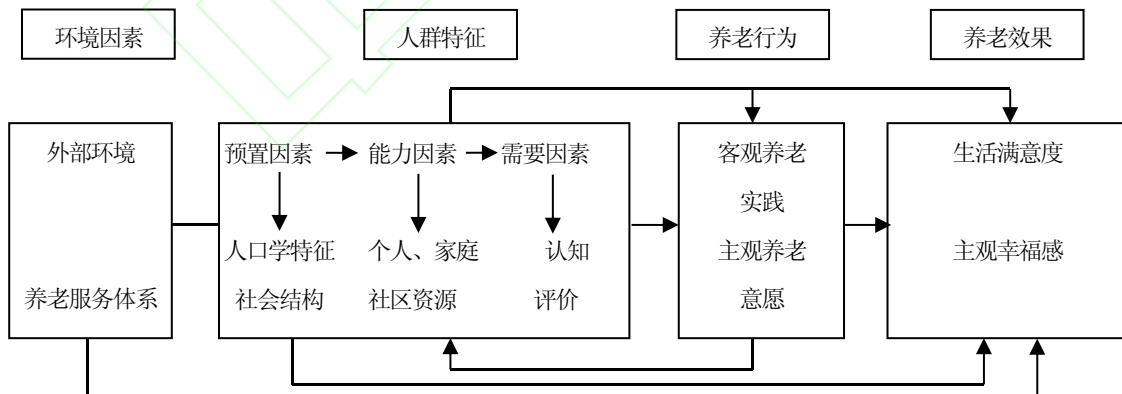 环境因素 人群特征 养老行为 养老效果
外部环境 预置因素 能力因素 需要因素 客观养老 生活满意度
实践
人口学特征 个人、家庭 认知 主观养老 主观幸福感
养老服务体系 社会结构 社区资源 评价 意愿